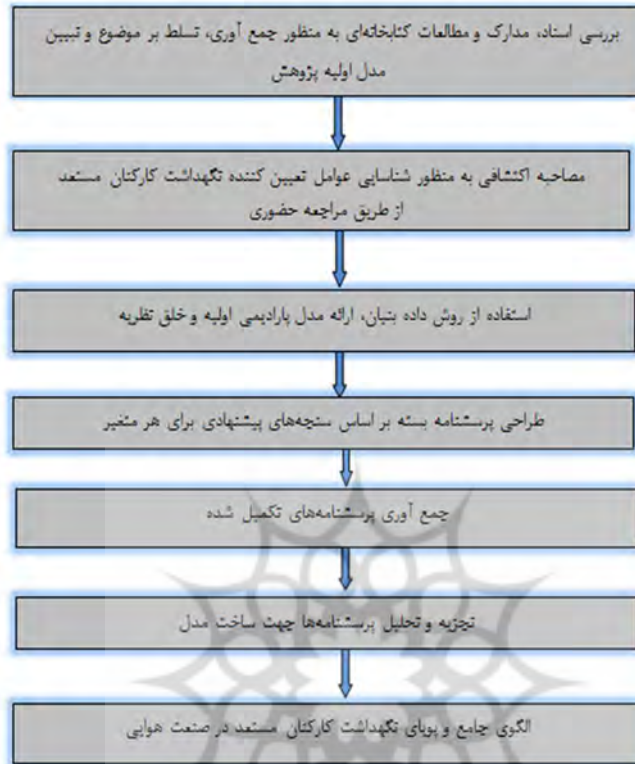 بررسی اسناد، مدارک و مطالعات کتابخانه‌ای به منظور جمع آوری، تسلط بر موضوع و تبیین
مدل اولیه پژوهش
مصاحبه اکتشافی به منظور شناسایی عوامل تعیین کننده نگهداشت کارکنان مستعد
از طریق مراجعه حضوری
استفاده از روش داده بنیان، ارائه مدل پارادیمی اولیه و خلق نظریه
طراحی پرسشنامه بسته بر اساس سنجه‌های پیشنهادی برای هر متغیر
جمع آوری پرسشنامه‌های تکمیل شده
تجزیه و تحلیل پرسشنامه‌ها جهت ساخت مدل
الگوی جامع و پویای نگهداشت کارکنان مستعد در صنعت هوایی